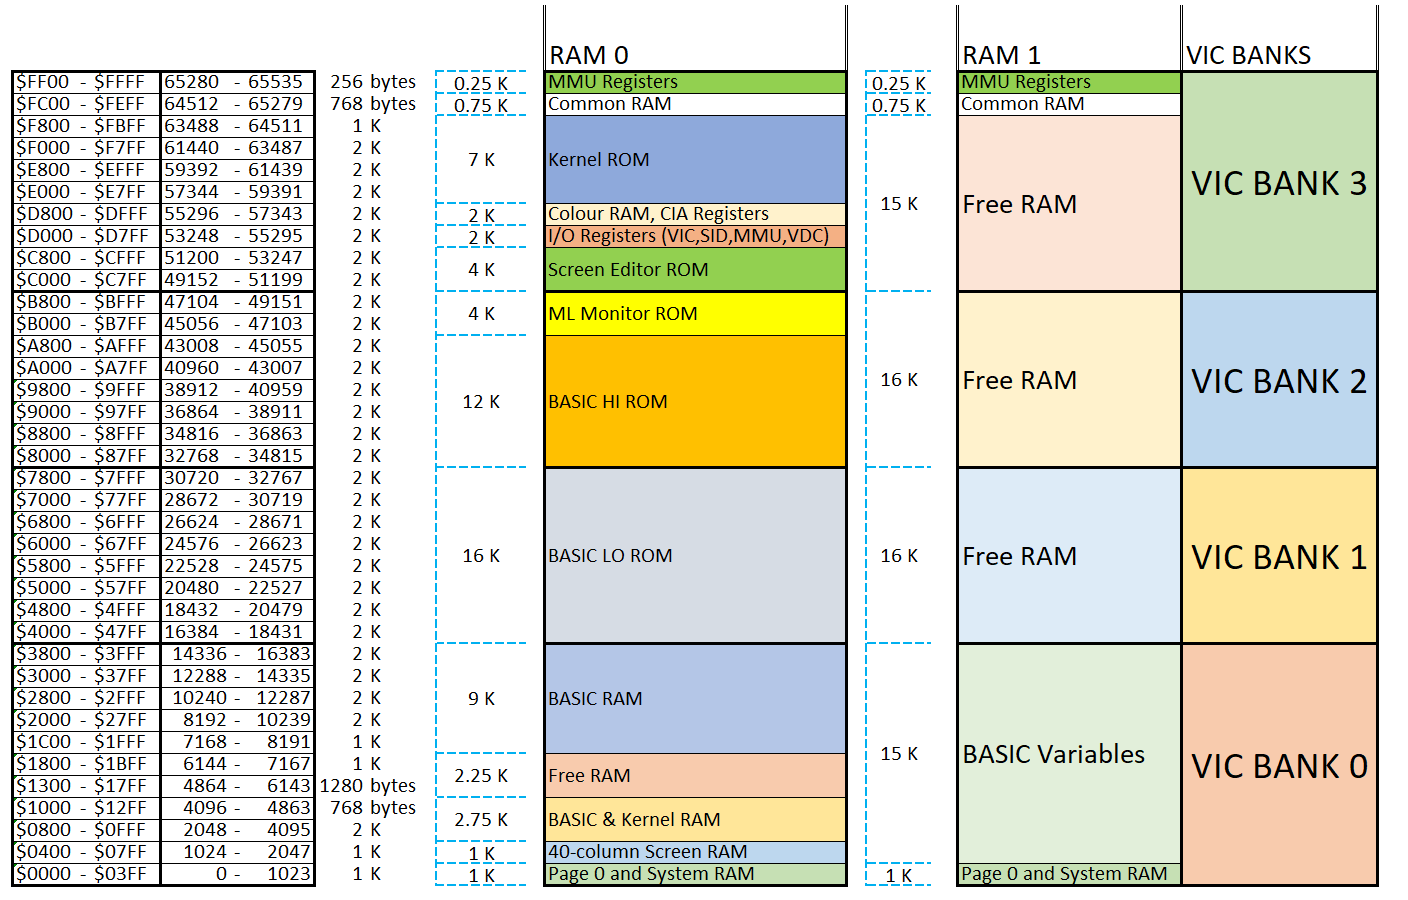 RAM 0 RAM 1 VIC BANKS
$FF00 - $FFFF 65280 - 65535 256 bytes 0.25 K MMU Registers 0.25 K MMU Registers
$FC00 - $FEFF 64512 - 65279 768 bytes 0.75 K Common RAM 0.75 K Common RAM
$F800 - $FBFF 63488 - 64511 1 K
$F000 - $F7FF 61440 - 63487 2 K
7 K Kernel ROM
$E800 - $EFFF 59392 - 61439 2 K
VIC BANK 3
$E000 - $E7FF 57344 - 59391 2 K
15 K Free RAM
$D800 - $DFFF 55296 - 57343 2 K 2 K Colour RAM, CIA Registers
$D000 - $D7FF 53248 - 55295 2 K 2 K I/O Registers (VIC,SID,MMU,VDC)
$C800 - $CFFF 51200 - 53247 2 K
4 K Screen Editor ROM
$C000 - $C7FF 49152 - 51199 2 K
$B800 - $BFFF 47104 - 49151 2 K
4 K ML Monitor ROM
$B000 - $B7FF 45056 - 47103 2 K
$A800 - $AFFF 43008 - 45055 2 K
$A000 - $A7FF 40960 - 43007 2 K
16 K Free RAM VIC BANK 2
$9800 - $9FFF 38912 - 40959 2 K
12 K BASIC HI ROM
$9000 - $97FF 36864 - 38911 2 K
$8800 - $8FFF 34816 - 36863 2 K
$8000 - $87FF 32768 - 34815 2 K
$7800 - $7FFF 30720 - 32767 2 K
$7000 - $77FF 28672 - 30719 2 K
$6800 - $6FFF 26624 - 28671 2 K
$6000 - $67FF 24576 - 26623 2 K
16 K BASIC LO ROM 16 K Free RAM VIC BANK 1
$5800 - $5FFF 22528 - 24575 2 K
$5000 - $57FF 20480 - 22527 2 K
$4800 - $4FFF 18432 - 20479 2 K
$4000 - $47FF 16384 - 18431 2 K
$3800 - $3FFF 14336 - 16383 2 K
$3000 - $37FF 12288 - 14335 2 K
$2800 - $2FFF 10240 - 12287 2 K
9 K BASIC RAM
$2000 - $27FF 8192 - 10239 2 K
$1C00 - $1FFF 7168 - 8191 1 K
15 K BASIC Variables
$1800 - $1BFF 6144 - 7167 1 K
2.25 K Free RAM VIC BANK 0
$1300 - $17FF 4864 - 6143 1280 bytes
$1000 - $12FF 4096 - 4863 768 bytes
2.75 K BASIC & Kernel RAM
$0800 - $0FFF 2048 - 4095 2 K
$0400 - $07FF 1024 - 2047 1 K 1 K 40-column Screen RAM
$0000 - $03FF 0 - 1023 1 K 1 K Page 0 and System RAM 1 K Page 0 and System RAM